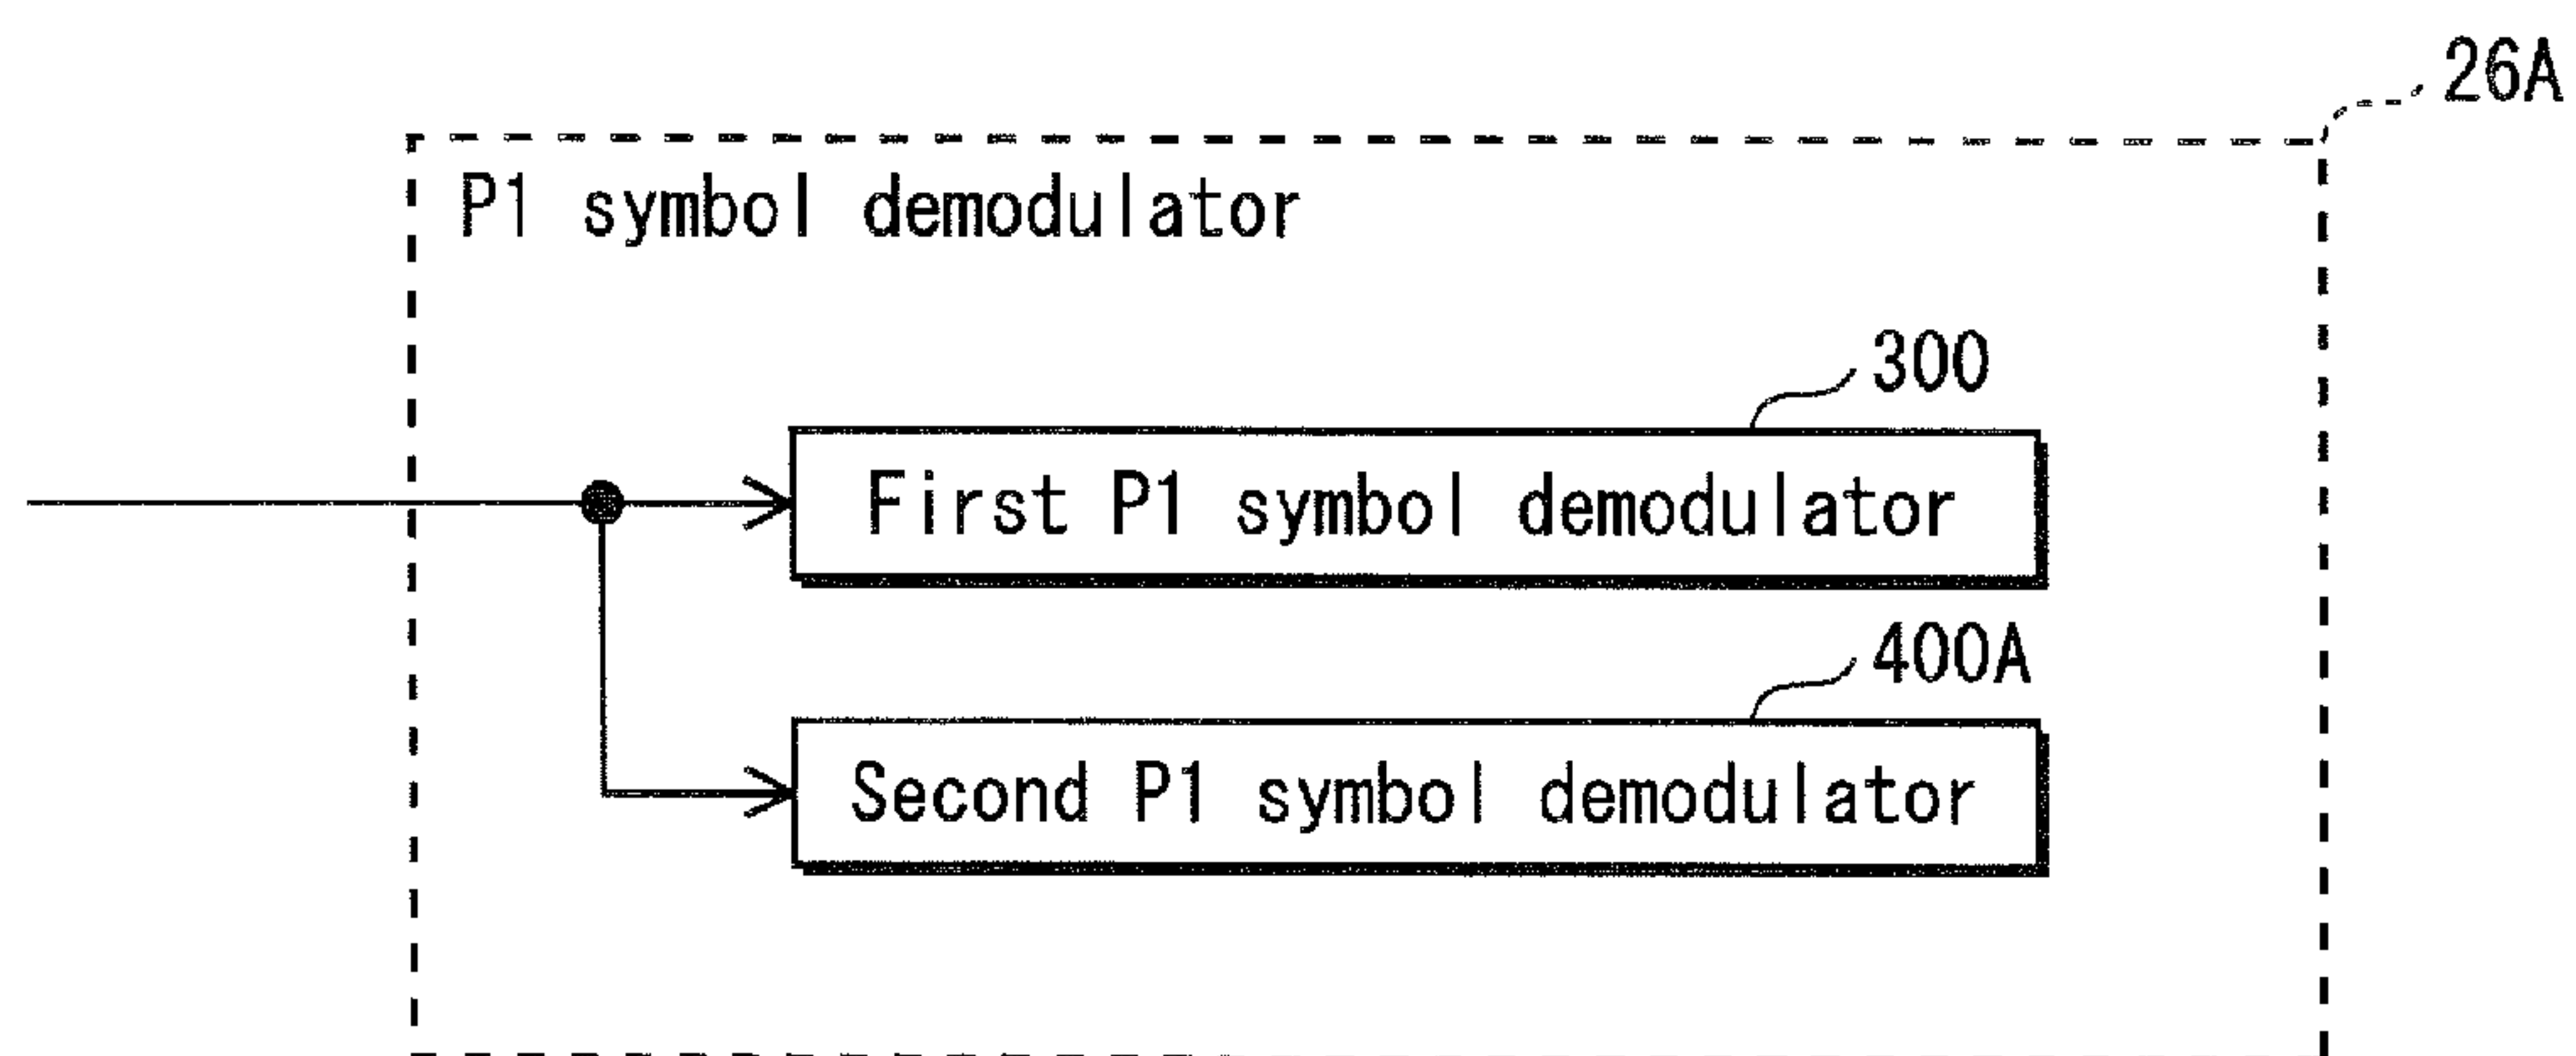 26A
P1 symbol demodulator
300
First P1 symbol demodulator
400A
Second P1 symbol demodulator